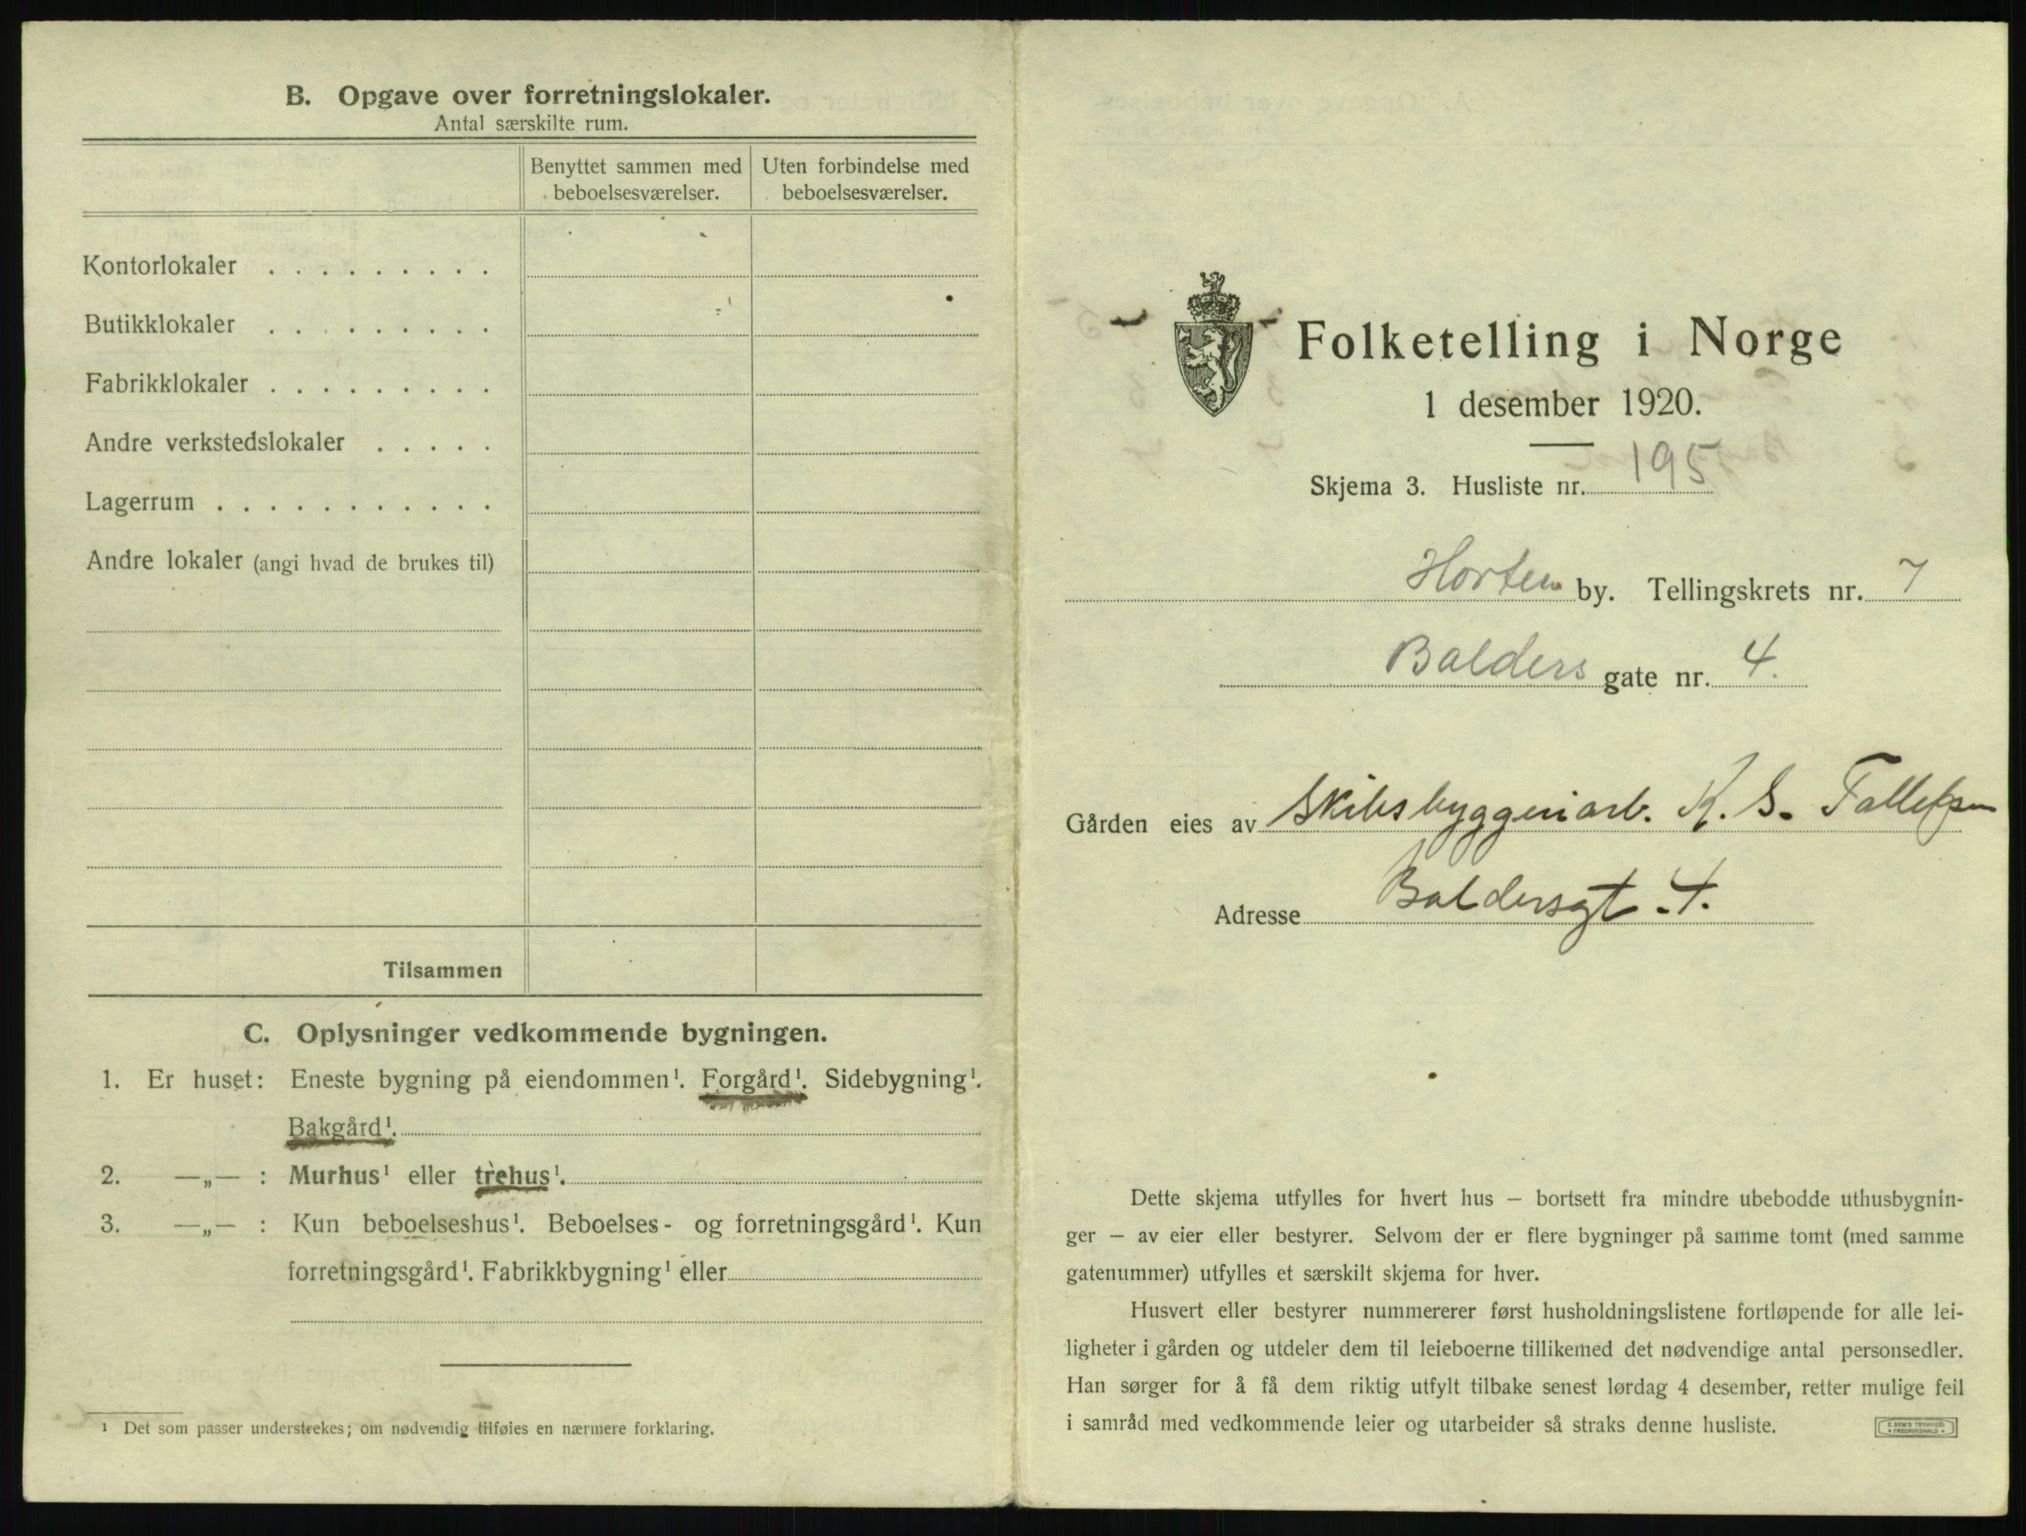 B. Opgave over forretningslokaler.
Antal særskilte rum.
Benyttet sammen med beboelsesværelser.
Uten forbindelse med beboelsesværelser.
Kontorlokaler . . . . . . . . .
Butikklokaler . . . . . . . . .
Fabrikklokaler . . . . . . . . .
Andre verkstedslokaler . . . . .
Lagerrum . . . . . . . . . . .
Andre lokaler (angi hvad de brukes til)
Tilsammen
C. Oplysninger vedkommende bygningen.
1. Er huset: Eneste bygning på eiendommen¹. Forgård¹. Sidebygning¹.
Bakgård¹.
2. —„— : Murhus¹ eller trehus¹.
3. —„— : Kun beboelseshus¹. Beboelses- og forretningsgård¹. Kun
forretningsgård¹. Fabrikkbygning¹ eller
¹ Det som passer understrekes; om nødvendig tilføies en nærmere forklaring.
Folketelling i Norge
1 desember 1920.
Skjema 3. Husliste nr. 195
Horten by. Tellingskrets nr. 7
Balders gate nr. 4.
Gården eies av Skibsbyggeriarb. K. S. Tallefsen
Adresse Baldersgt 4.
Dette skjema utfylles for hvert hus — bortsett fra mindre ubebodde uthusbygnin-
ger — av eier eller bestyrer. Selvom der er flere bygninger på samme tomt (med samme
gatenummer) utfylles et særskilt skjema for hver.
Husvert eller bestyrer nummererer først husholdningslistene fortløpende for alle lei-
ligheter i gården og utdeler dem til leieboerne tillikemed det nødvendige antal personsedler.
Han sørger for å få dem riktig utfylt tilbake senest lørdag 4 desember, retter mulige feil
i samråd med vedkommende leier og utarbeider så straks denne husliste.